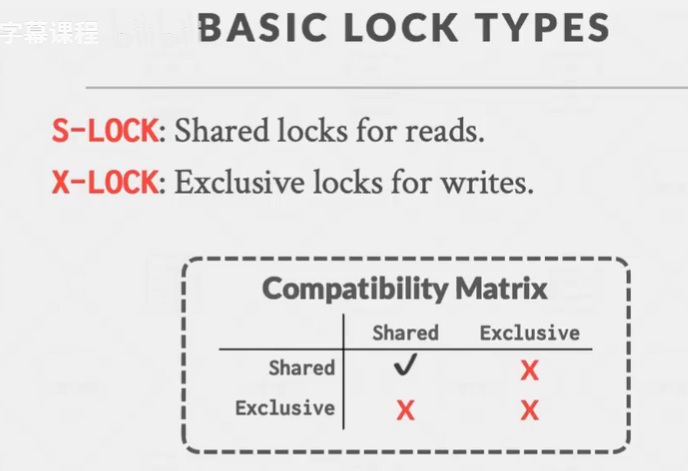 字幕课程
BASIC LOCK TYPES
S-LOCK: Shared locks for reads.
X-LOCK: Exclusive locks for writes.
Compatibility Matrix
Shared Exclusive
Shared ✓ X
Exclusive X X